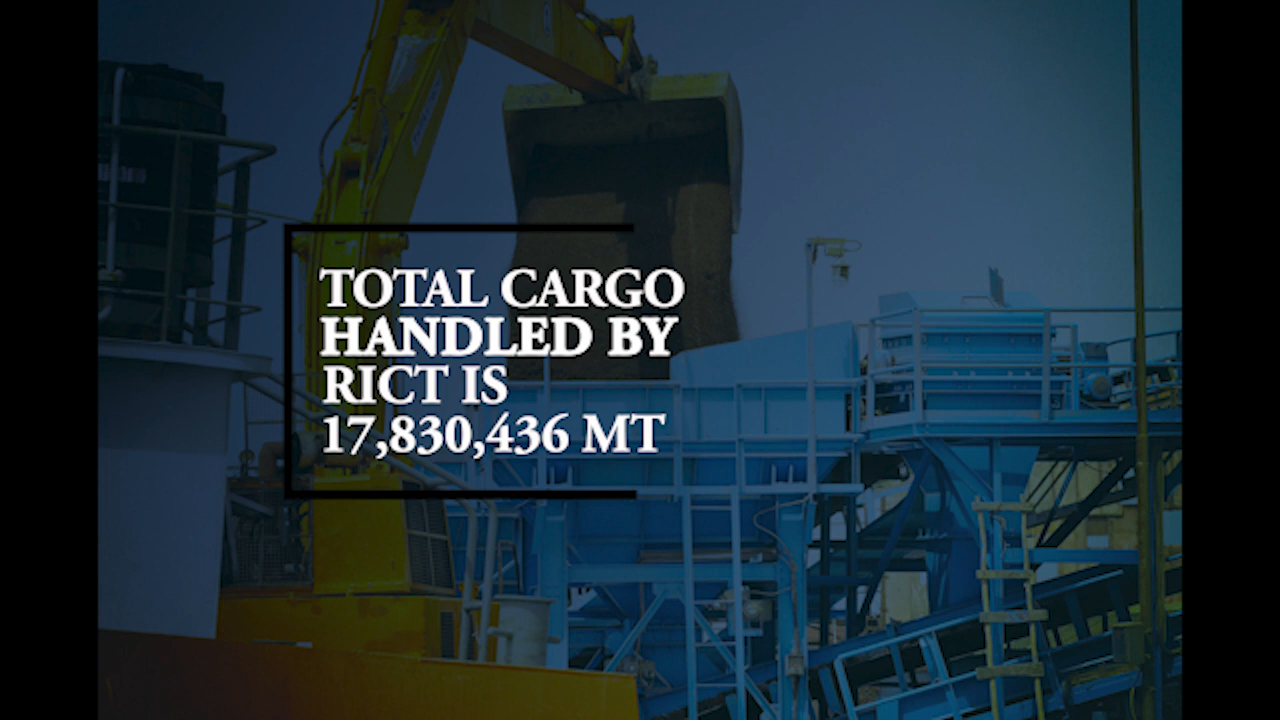 TOTAL CARGO
HANDLED BY
RICT IS
17,830,436 MT